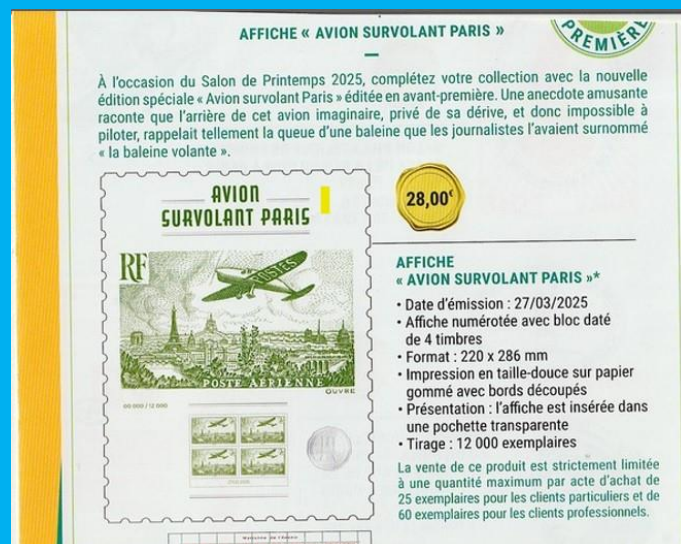 PREMIÈRE
AFFICHE « AVION SURVOLANT PARIS »
À l'occasion du Salon de Printemps 2025, complétez votre collection avec la nouvelle
édition spéciale « Avion survolant Paris » éditée en avant-première. Une anecdote amusante
raconte que l'arrière de cet avion imaginaire, privé de sa dérive, et donc impossible à
piloter, rappelait tellement la queue d'une baleine que les journalistes l'avaient surnommé
« la baleine volante ».
AVION
SURVOLANT PARIS
RF
POSTES
POSTE AÉRIENNE
OUVRÉ
00 000 / 12 000
28,00€
AFFICHE
« AVION SURVOLANT PARIS »*
• Date d'émission : 27/03/2025
• Affiche numérotée avec bloc daté
de 4 timbres
• Format : 220 x 286 mm
• Impression en taille-douce sur papier
gommé avec bords découpés
• Présentation : l'affiche est insérée dans
une pochette transparente
• Tirage : 12 000 exemplaires
La vente de ce produit est strictement limitée
à une quantité maximum par acte d'achat de
25 exemplaires pour les clients particuliers et de
60 exemplaires pour les clients professionnels.